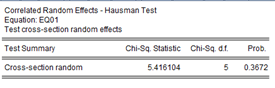 Correlated Random Effects - Hausman Test
Equation: EQ01
Test cross-section random effects
Test Summary Chi-Sq. Statistic Chi-Sq. d.f. Prob.
Cross-section random 5.416104 5 0.3672